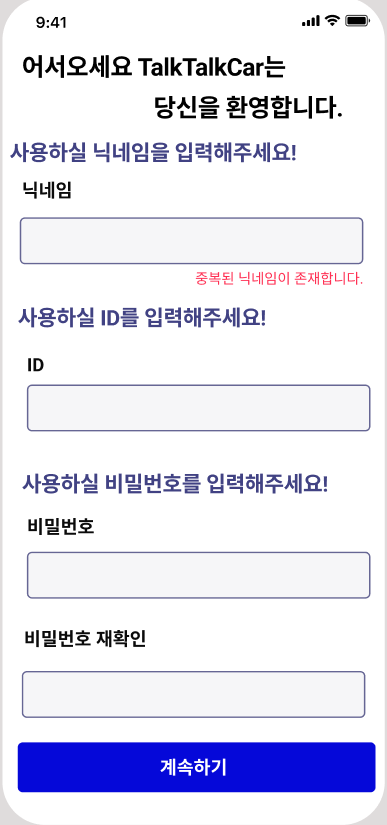 9:41
어서오세요 TalkTalkCar는
당신을 환영합니다.
사용하실 닉네임을 입력해주세요!
닉네임
중복된 닉네임이 존재합니다.
사용하실 ID를 입력해주세요!
ID
사용하실 비밀번호를 입력해주세요!
비밀번호
비밀번호 재확인
계속하기